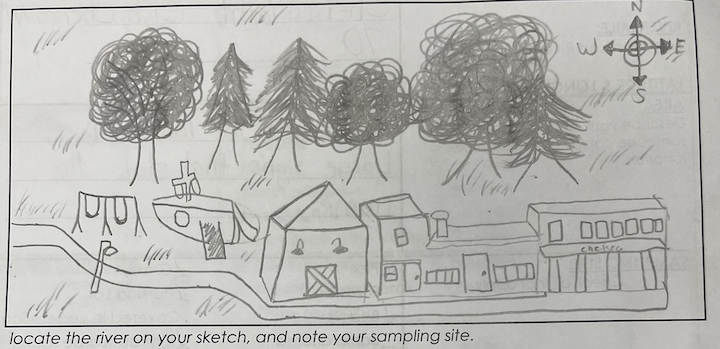 N
W E
S
chelsea
locate the river on your sketch, and note your sampling site.